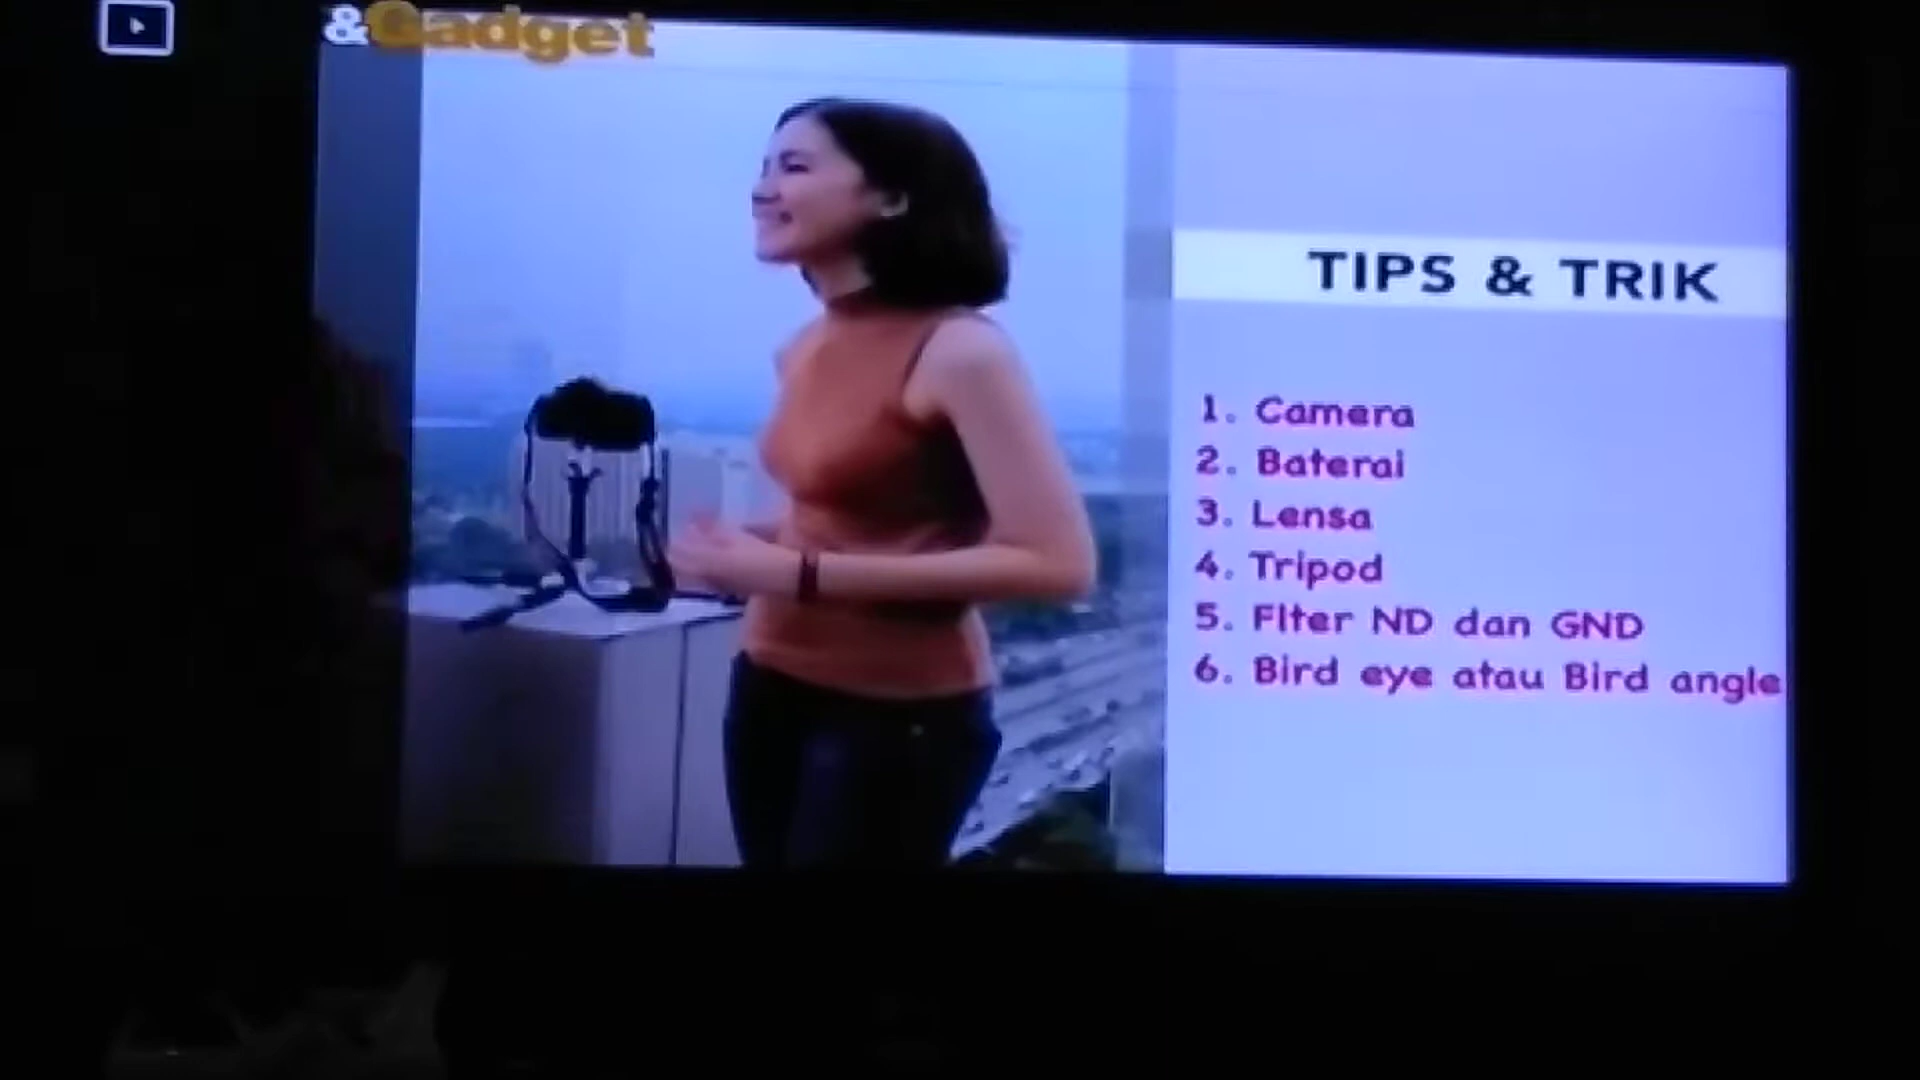 &Gadget
TIPS & TRIK
1. Camera
2. Baterai
3. Lensa
4. Tripod
5. Flter ND dan GND
6. Bird eye atau Bird angle